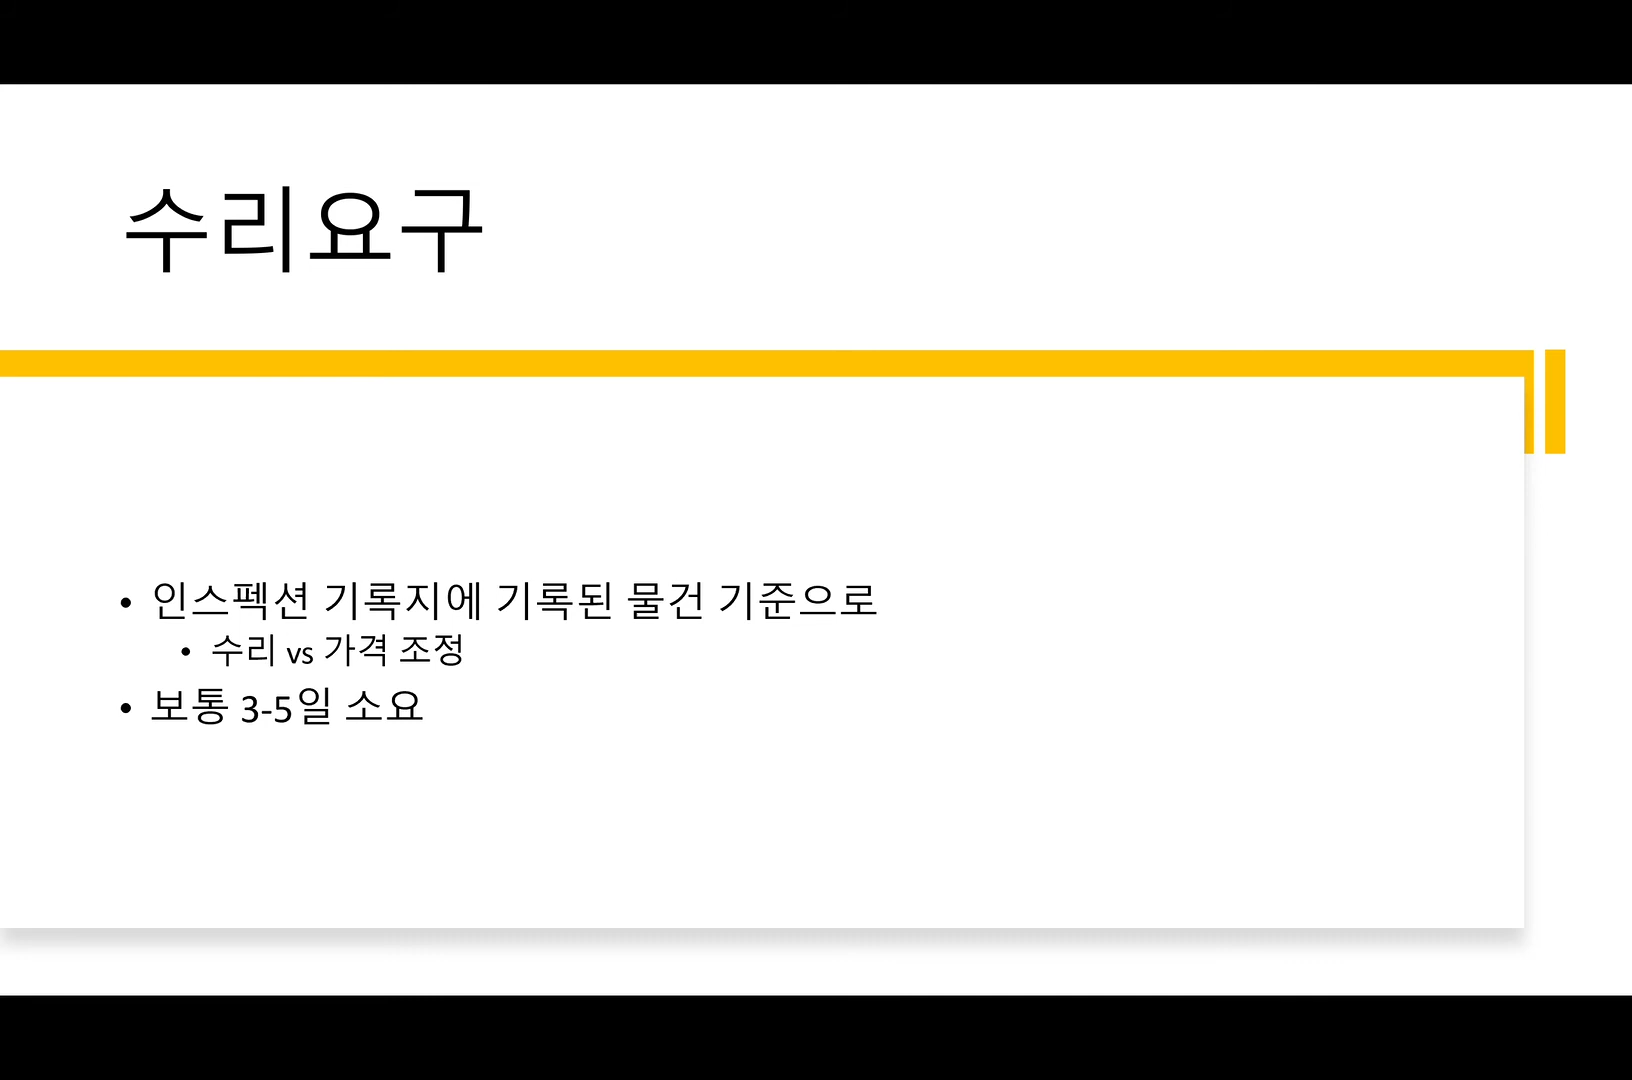 수리요구
• 인스펙션 기록지에 기록된 물건 기준으로
• 수리 vs 가격 조정
• 보통 3-5일 소요